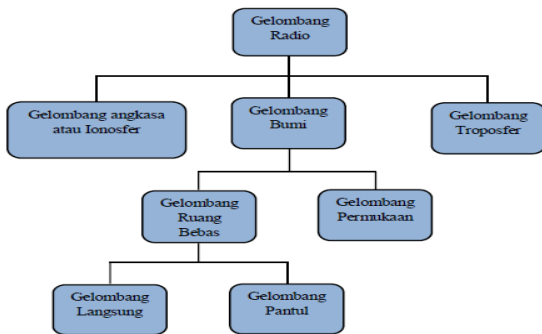 Gelombang
Radio
Gelombang angkasa
atau Ionosfer
Gelombang
Bumi
Gelombang
Troposfer
Gelombang
Ruang
Bebas
Gelombang
Permukaan
Gelombang
Langsung
Gelombang
Pantul